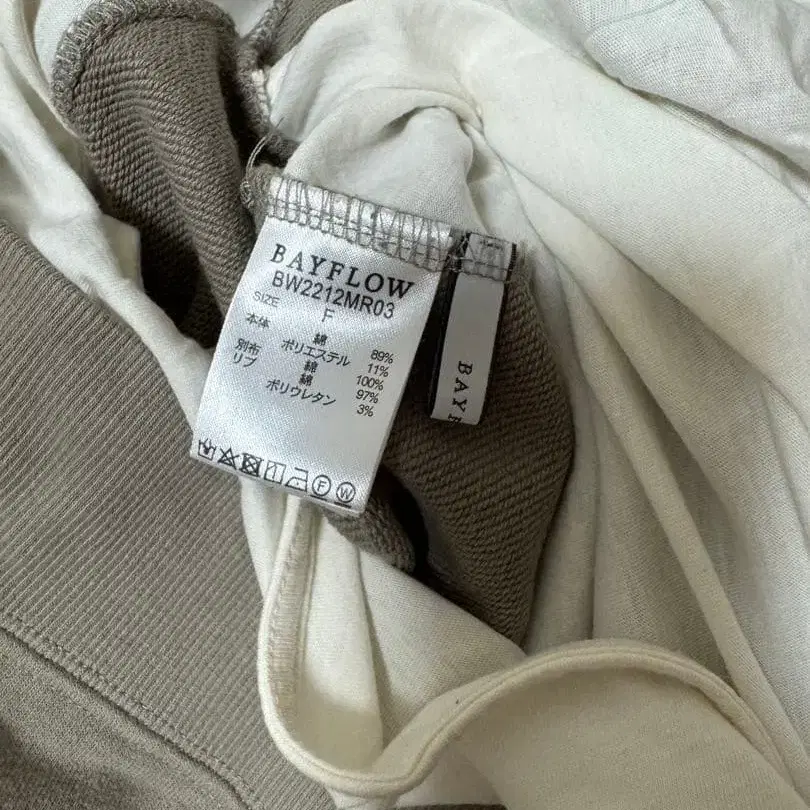 BAYFLOW
BW2212MR03
SIZE F
本体 綿 89%
ポリエステル 11%
別布 綿 100%
リブ 綿 97%
ポリウレタン 3%
F W
BAYF